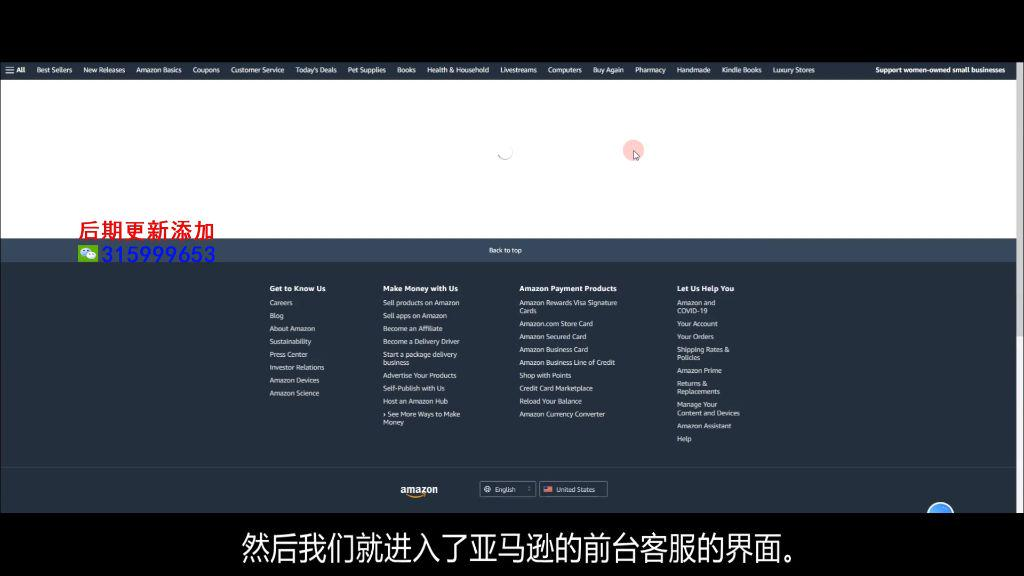 All Best Sellers New Releases Amazon Basics Coupons Customer Service Today's Deals Pet Supplies Books Health & Household Livestreams Computers Buy Again Pharmacy Handmade Kindle Books Luxury Stores Support women-owned small businesses
后期更新添加
315999653
Back to top
Get to Know Us
Careers
Blog
About Amazon
Sustainability
Press Center
Investor Relations
Amazon Devices
Amazon Science
Make Money with Us
Sell products on Amazon
Sell apps on Amazon
Become an Affiliate
Become a Delivery Driver
Start a package delivery
business
Advertise Your Products
Self-Publish with Us
Host an Amazon Hub
› See More Ways to Make
Money
Amazon Payment Products
Amazon Rewards Visa Signature
Cards
Amazon.com Store Card
Amazon Secured Card
Amazon Business Card
Amazon Business Line of Credit
Shop with Points
Credit Card Marketplace
Reload Your Balance
Amazon Currency Converter
Let Us Help You
Amazon and
COVID-19
Your Account
Your Orders
Shipping Rates &
Policies
Amazon Prime
Returns &
Replacements
Manage Your
Content and Devices
Amazon Assistant
Help
amazon English United States
然后我们就进入了亚马逊的前台客服的界面。